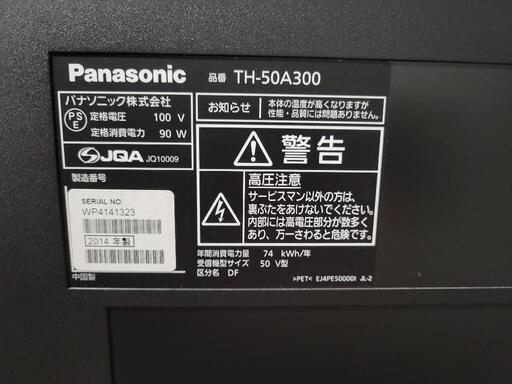 Panasonic
品番 TH-50A300
パナソニック株式会社
PS
E
定格電圧 100 V
定格消費電力 90 W
お知らせ
本体の温度が高くなりますが
性能・品質には問題ありません。
JQA JQ10009
警告
高圧注意
サービスマン以外の方は、
裏ぶたをあけないでください。
内部には高電圧部分が数多く
あり、万一さわると危険です。
製造番号
SERIAL NO
WP4141323
2014 年製
中国製
年間消費電力量 74 kWh/年
受信機型サイズ 50 V型
区分名 DF
>PET< EJ4PE50000I JL-2